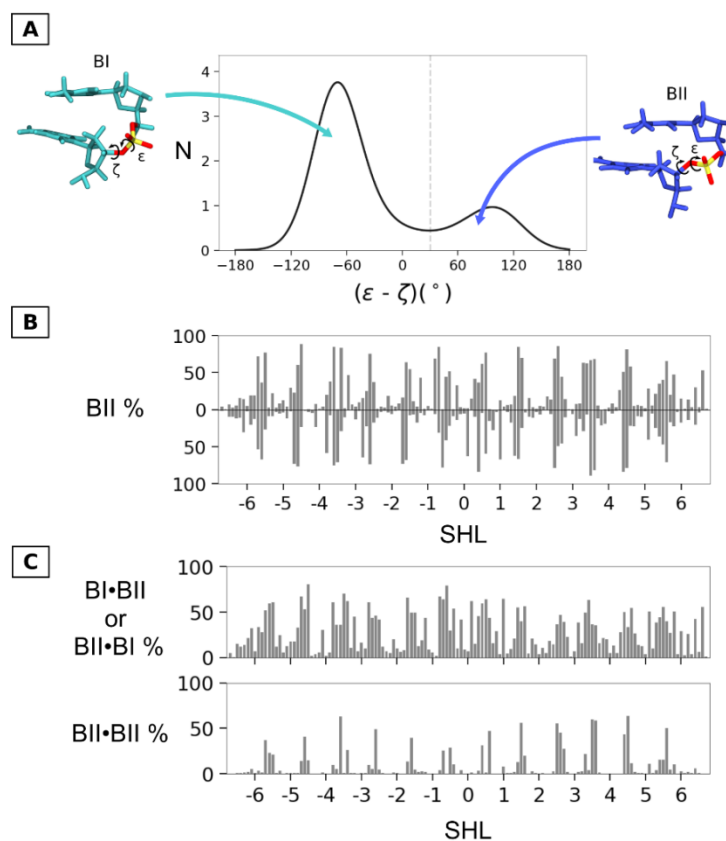 A
BI
ζ
ε
N
4
3
2
1
0
−180 −120 −60 0 60 120 180
(ε - ζ)(°)
BII
ζ
ε
B
BII %
100
50
0
50
100
-6 -5 -4 -3 -2 -1 0 1 2 3 4 5 6
SHL
C
BI•BII
or
BII•BI %
100
50
0
BII•BII %
100
50
0
-6 -5 -4 -3 -2 -1 0 1 2 3 4 5 6
SHL